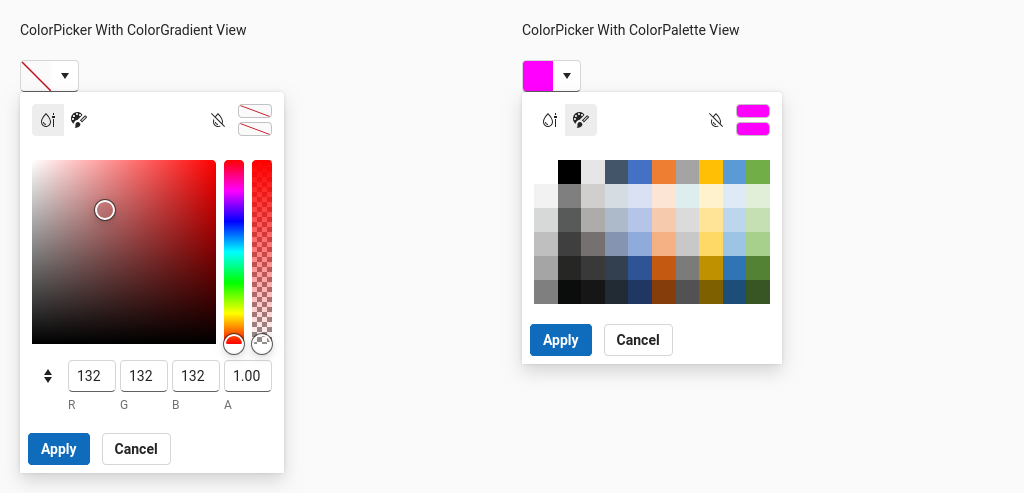 ColorPicker With ColorGradient View
132
132
132
1.00
R
G
B
A
Apply
Cancel
ColorPicker With ColorPalette View
Apply
Cancel